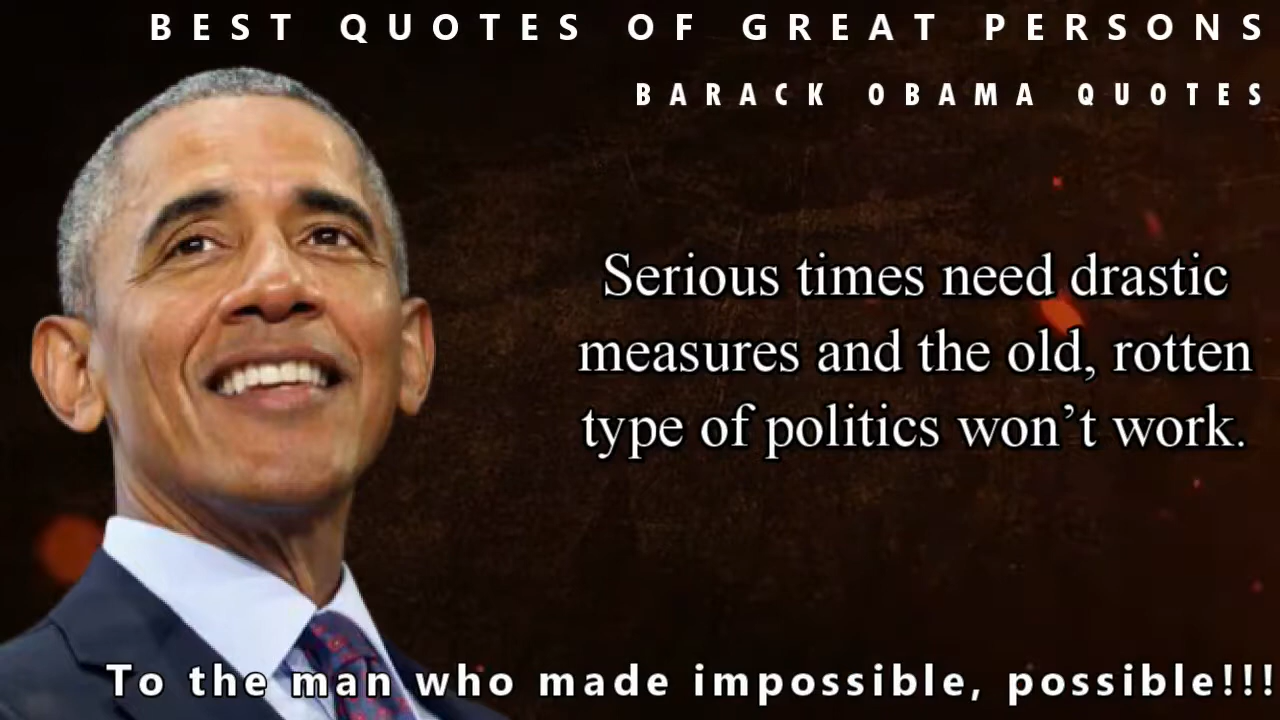 BEST QUOTES OF GREAT PERSONS
BARACK OBAMA QUOTES
Serious times need drastic
measures and the old, rotten
type of politics won’t work.
To the man who made impossible, possible!!!